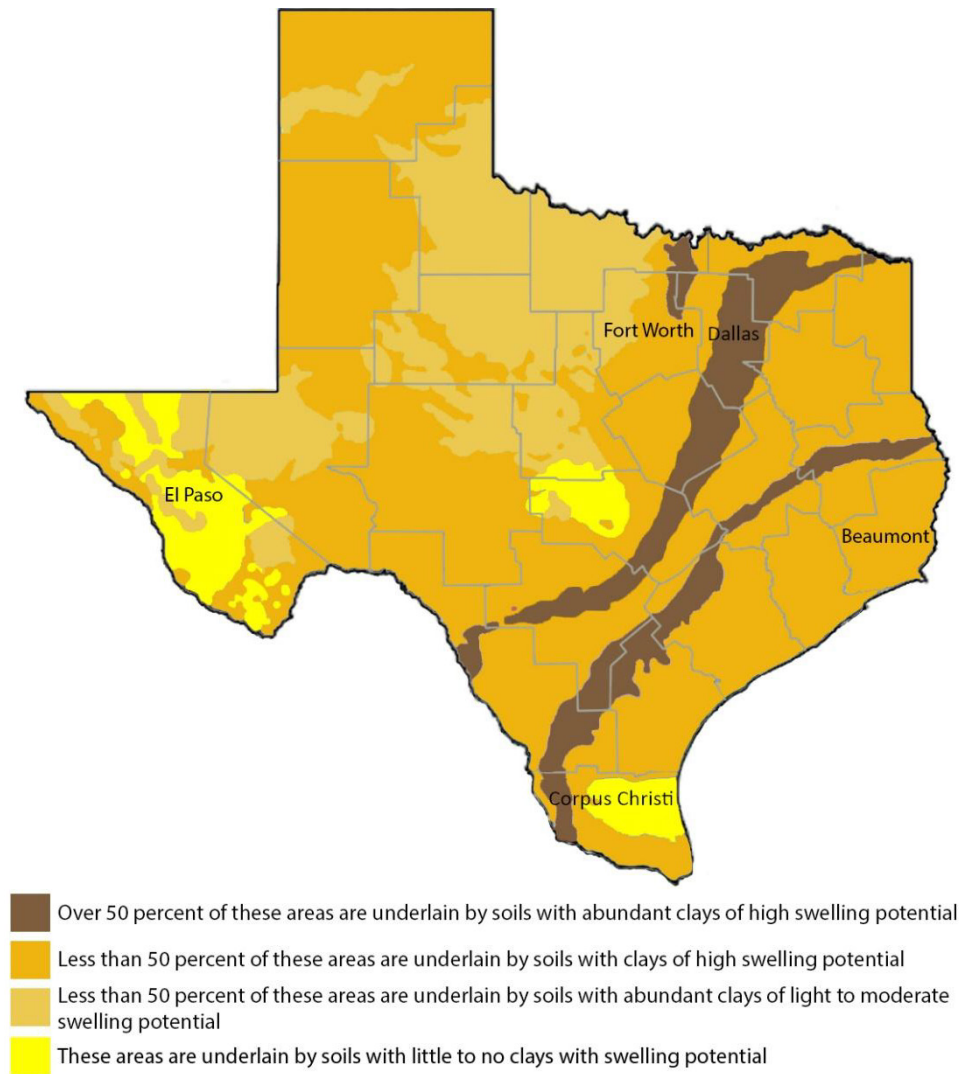 Fort Worth
Dallas
El Paso
Beaumont
Corpus Christi
Over 50 percent of these areas are underlain by soils with abundant clays of high swelling potential
Less than 50 percent of these areas are underlain by soils with clays of high swelling potential
Less than 50 percent of these areas are underlain by soils with abundant clays of light to moderate
swelling potential
These areas are underlain by soils with little to no clays with swelling potential